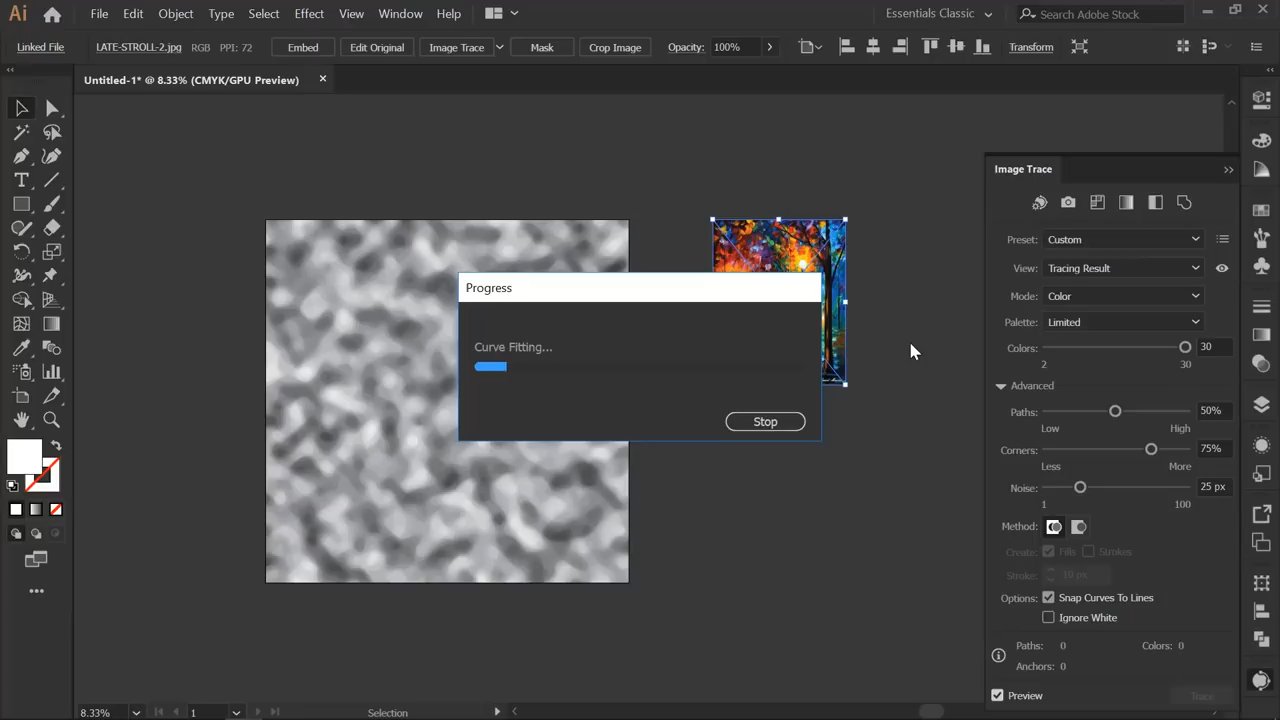 Ai File Edit Object Type Select Effect View Window Help Essentials Classic Search Adobe Stock
Linked File LATE-STROLL-2.jpg RGB PPI: 72 Embed Edit Original Image Trace Mask Crop Image Opacity: 100% Transform
Untitled-1* @ 8.33% (CMYK/GPU Preview)
Image Trace
Preset: Custom
View: Tracing Result
Mode: Color
Palette: Limited
Colors: 30
2 30
Advanced
Paths: 50%
Low High
Corners: 75%
Less More
Noise: 25 px
1 100
Method:
Create: Fills Strokes
Stroke: 10 px
Options: Snap Curves To Lines
Ignore White
Paths: 0 Colors: 0
Anchors: 0
Preview Trace
Progress
Curve Fitting...
Stop
8.33% 1 Selection